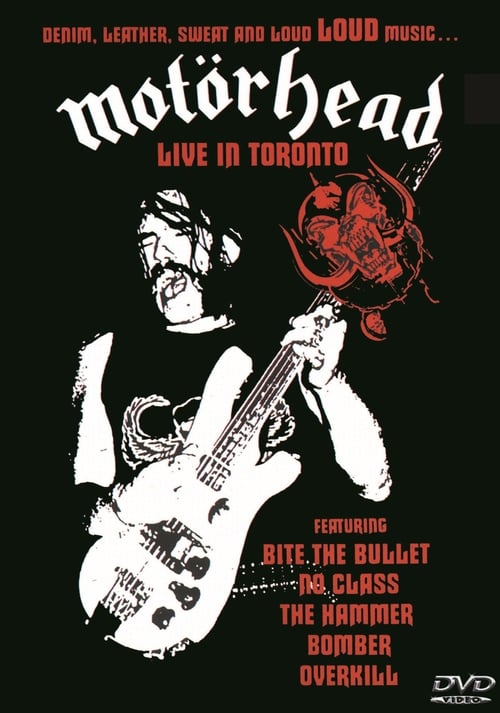 DENIM, LEATHER, SWEAT AND LOUD LOUD MUSIC...
motörhead
LIVE IN TORONTO
FEATURING
BITE THE BULLET
NO CLASS
THE HAMMER
BOMBER
OVERKILL
DVD
VIDEO